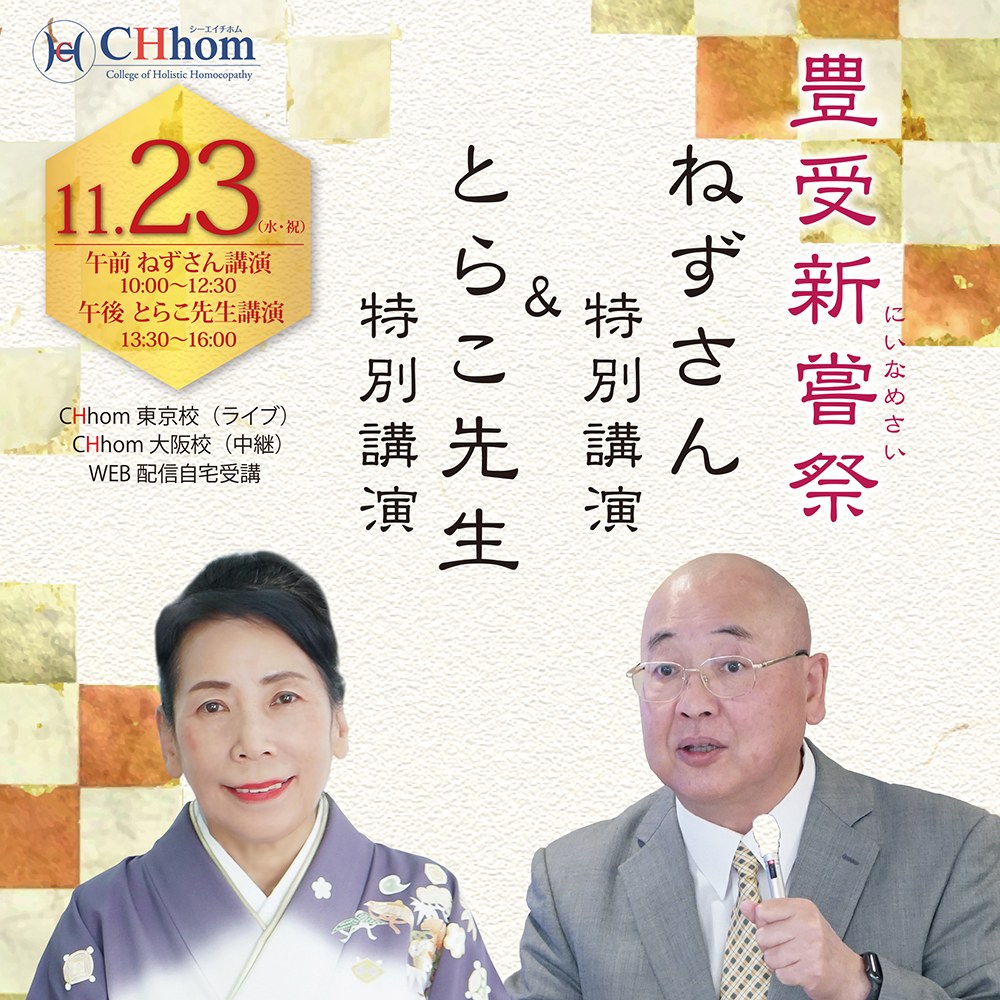 シーエイチホム
CHhom
College of Holistic Homoeopathy
11.23(水・祝)
午前 ねずさん講演
10:00〜12:30
午後 とらこ先生講演
13:30〜16:00
CHhom 東京校(ライブ)
CHhom 大阪校(中継)
WEB 配信自宅受講
豊受新嘗祭
にいなめさい
ねずさん
特別講演
&
とらこ先生
特別講演